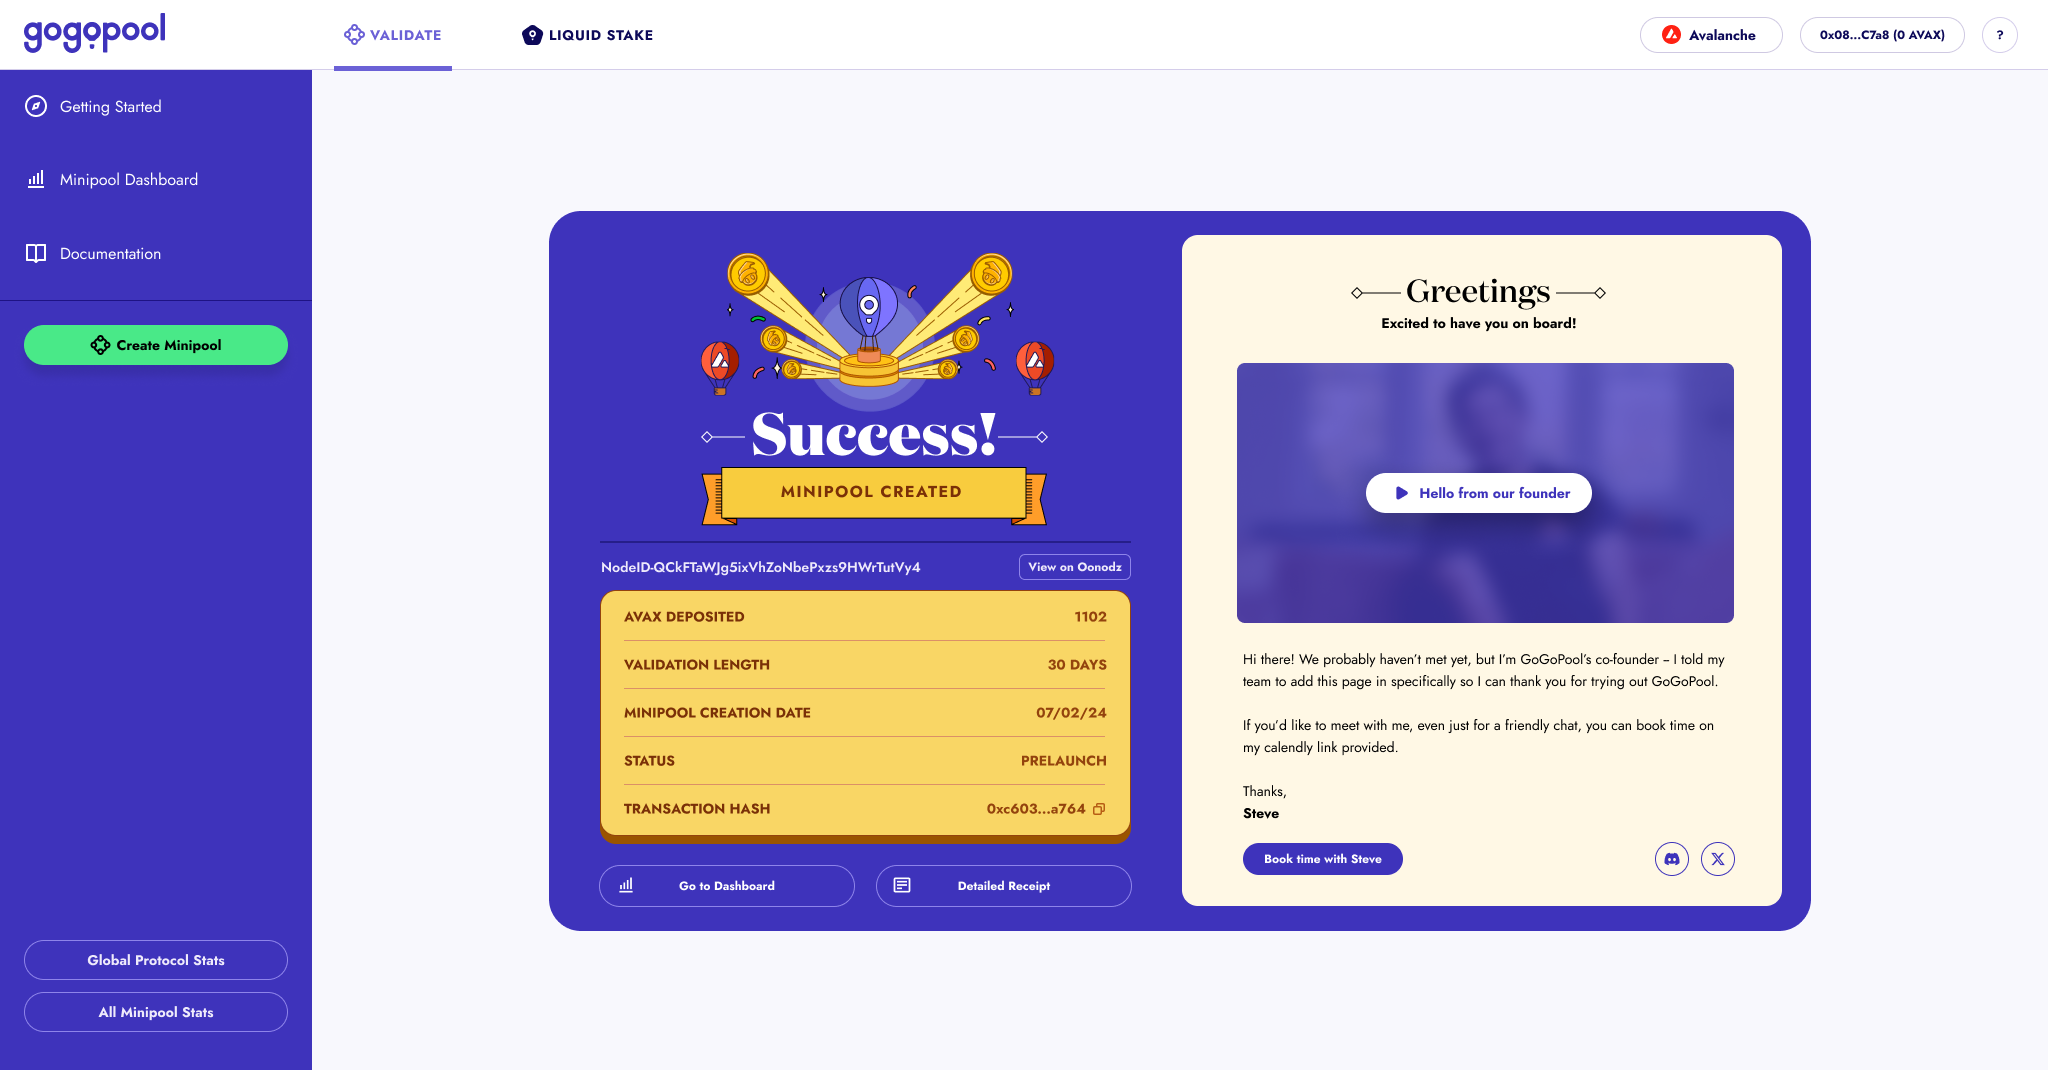 gogopool
VALIDATE
LIQUID STAKE
Avalanche
0x08...C7a8 (0 AVAX)
?
Getting Started
Minipool Dashboard
Documentation
Create Minipool
Global Protocol Stats
All Minipool Stats
Success!
MINIPOOL CREATED
NodeID-QCkFTaWJg5ixVhZoNbePxzs9HWrTutVy4
View on Oonodz
AVAX DEPOSITED 1102
VALIDATION LENGTH 30 DAYS
MINIPOOL CREATION DATE 07/02/24
STATUS PRELAUNCH
TRANSACTION HASH 0xc603...a764
Go to Dashboard
Detailed Receipt
Greetings
Excited to have you on board!
Hello from our founder
Hi there! We probably haven't met yet, but I'm GoGoPool's co-founder – I told my
team to add this page in specifically so I can thank you for trying out GoGoPool.
If you'd like to meet with me, even just for a friendly chat, you can book time on
my calendly link provided.
Thanks,
Steve
Book time with Steve